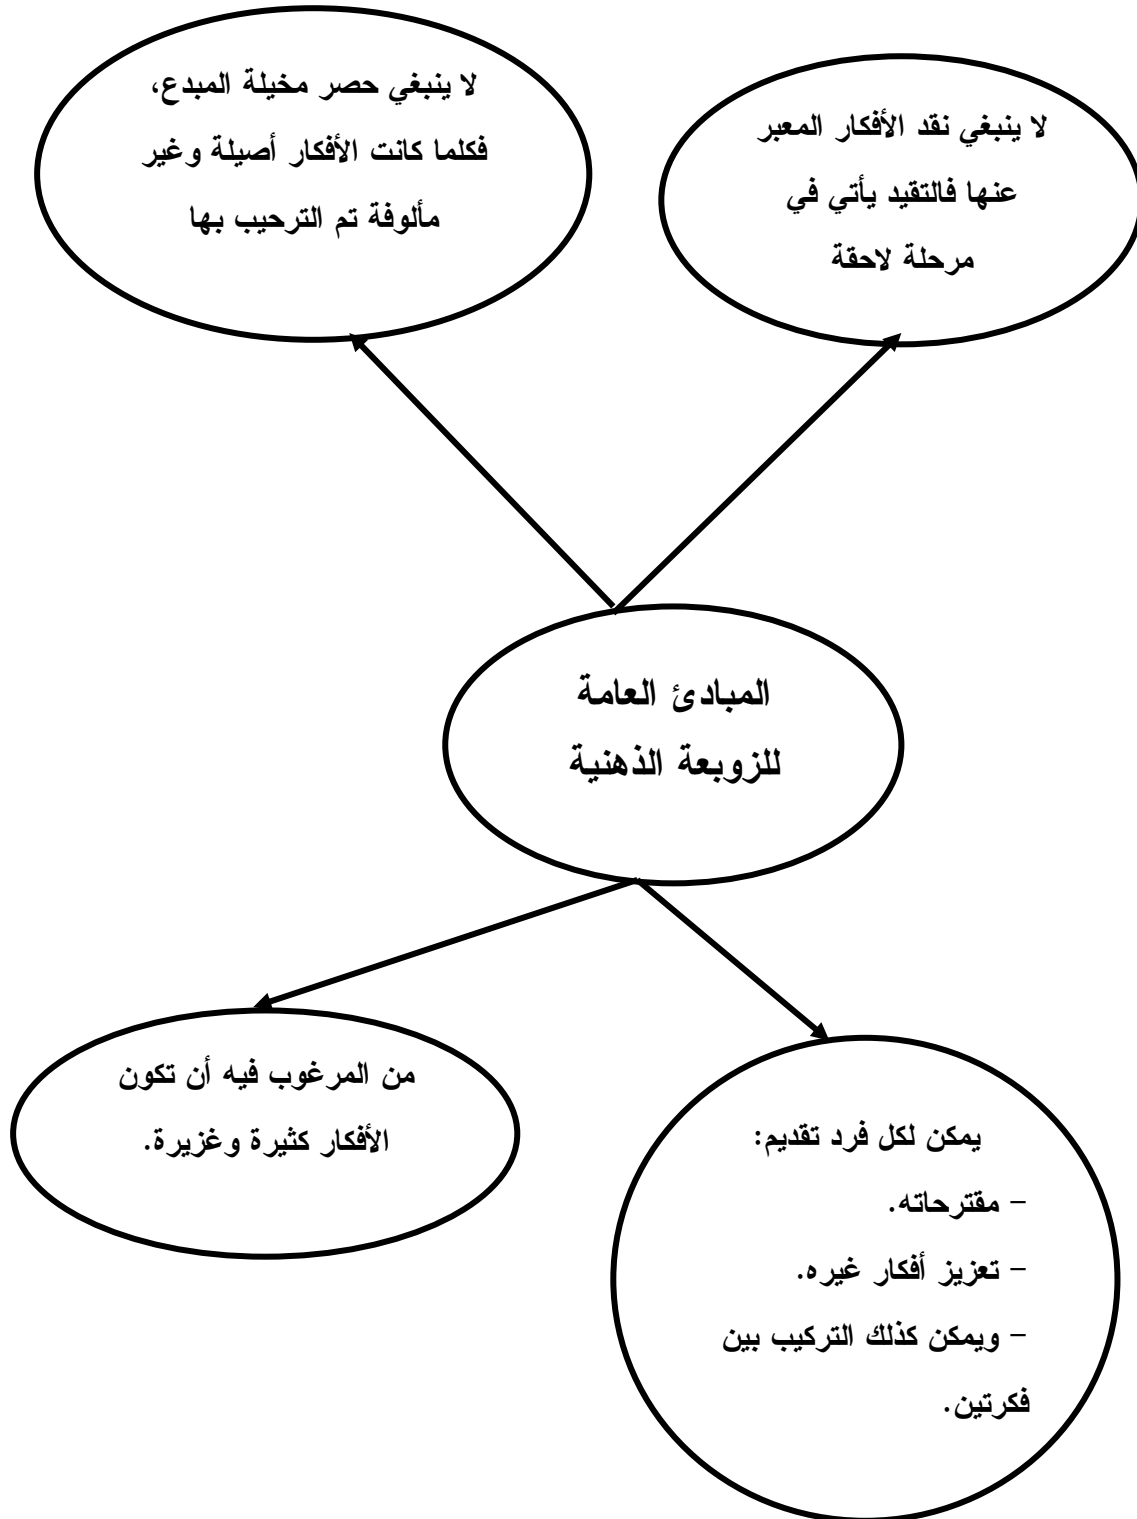 لا ينبغي نقد الأفكار المعبر
عنها فالتقيد يأتي في
مرحلة لاحقة
لا ينبغي حصر مخيلة المبدع،
فكلما كانت الأفكار أصيلة وغير
مألوفة تم الترحيب بها
المبادئ العامة
للزوبعة الذهنية
يمكن لكل فرد تقديم:
- مقترحاته.
- تعزيز أفكار غيره.
- ويمكن كذلك التركيب بين
فكرتين.
من المرغوب فيه أن تكون
الأفكار كثيرة وغزيرة.